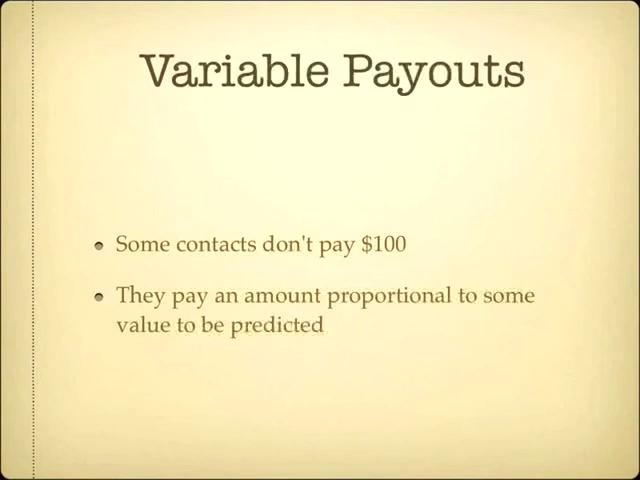 Variable Payouts
Some contacts don't pay $100
They pay an amount proportional to some
value to be predicted